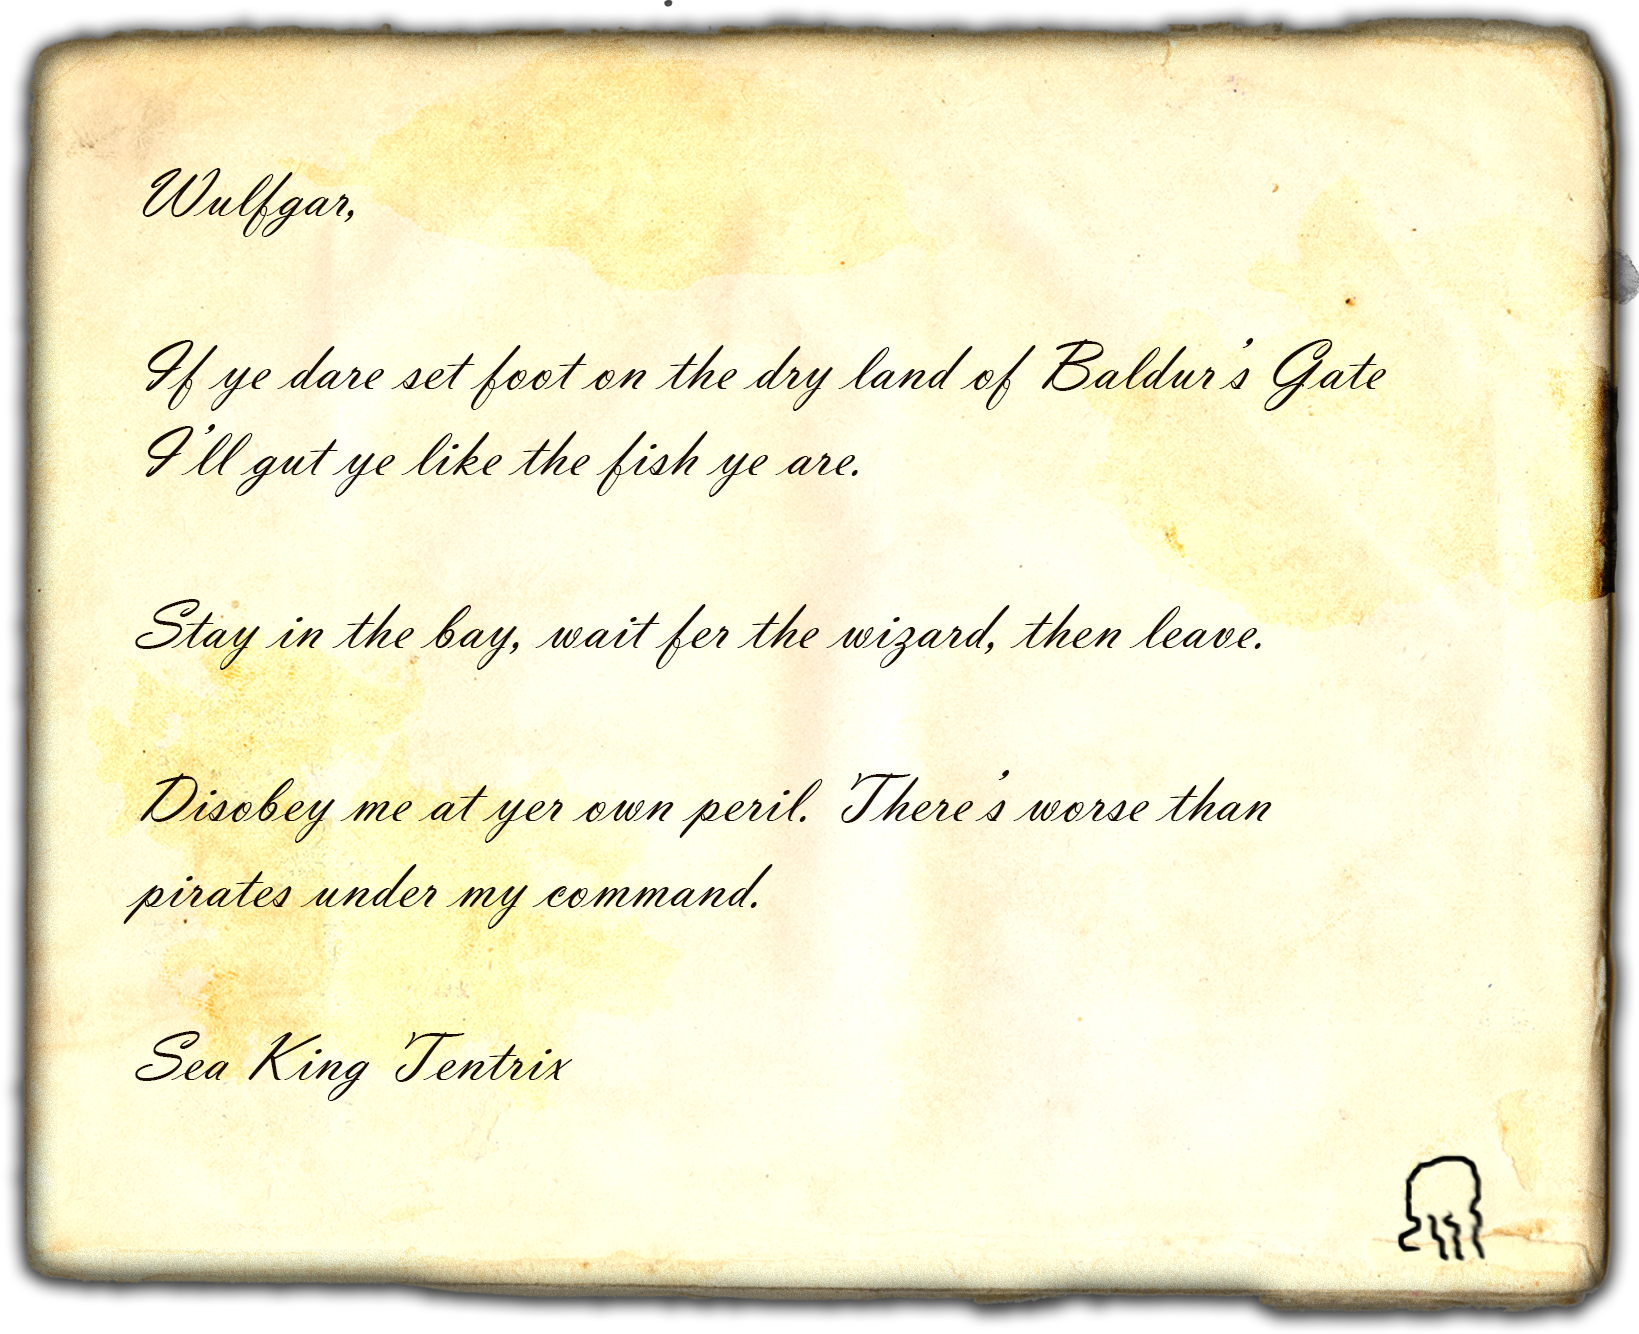 Wulfgar,
If ye dare set foot on the dry land of Baldur's Gate
I'll gut ye like the fish ye are.
Stay in the bay, wait fer the wizard, then leave.
Disobey me at yer own peril. There's worse than
pirates under my command.
Sea King Tentrix